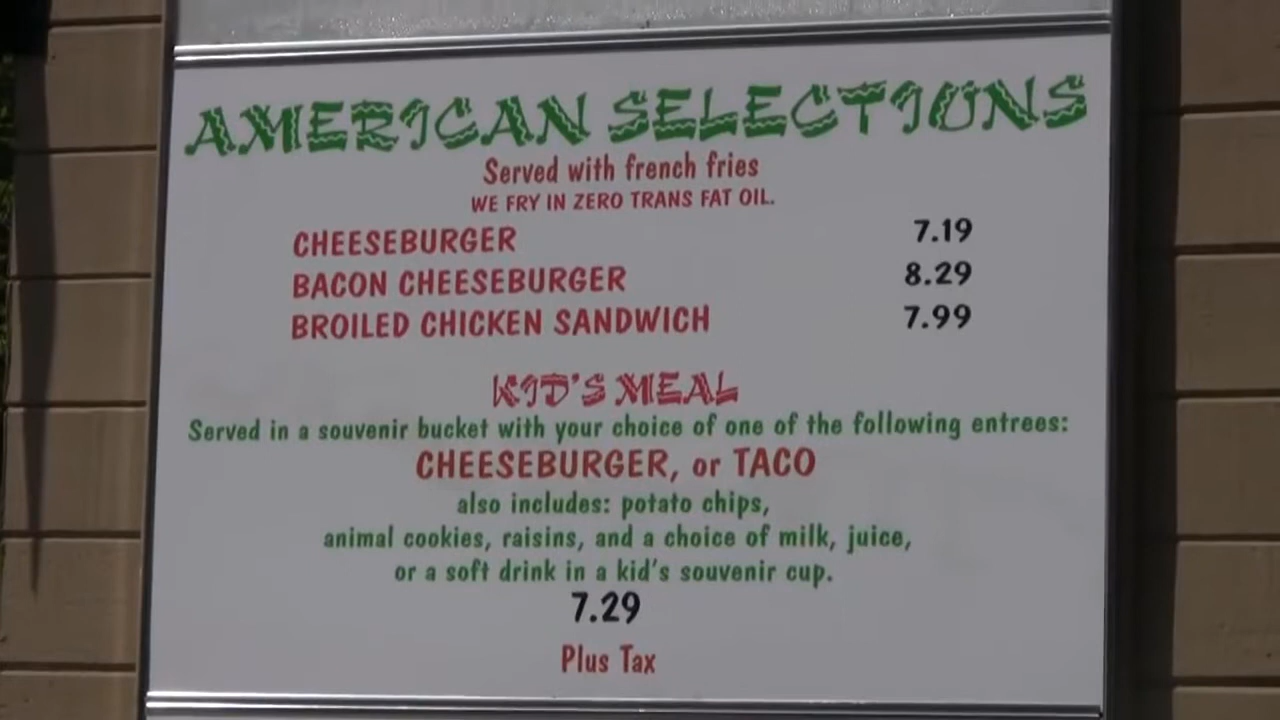 AMERICAN SELECTIONS
Served with french fries
WE FRY IN ZERO TRANS FAT OIL.
CHEESEBURGER 7.19
BACON CHEESEBURGER 8.29
BROILED CHICKEN SANDWICH 7.99
KID'S MEAL
Served in a souvenir bucket with your choice of one of the following entrees:
CHEESEBURGER, or TACO
also includes: potato chips,
animal cookies, raisins, and a choice of milk, juice,
or a soft drink in a kid's souvenir cup.
7.29
Plus Tax